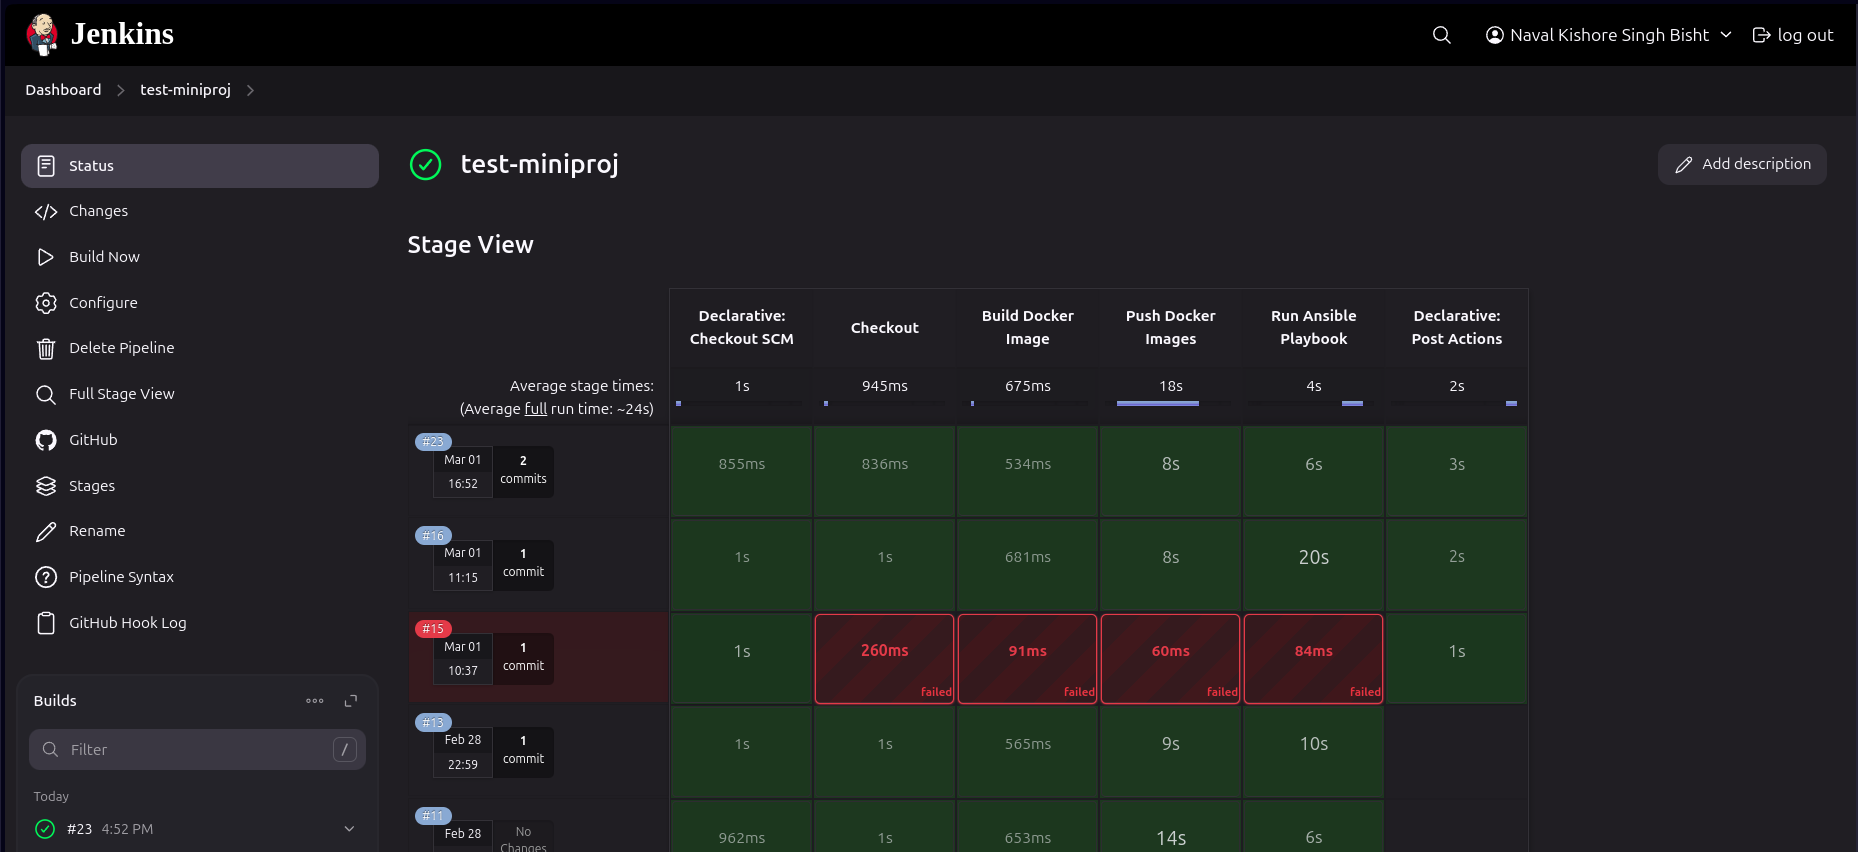 Jenkins
Naval Kishore Singh Bisht
log out
Dashboard
test-miniproj
Status
Changes
Build Now
Configure
Delete Pipeline
Full Stage View
GitHub
Stages
Rename
Pipeline Syntax
GitHub Hook Log
Builds
Filter
/
Today
#23 4:52 PM
test-miniproj
Add description
Stage View
Declarative: Checkout SCM
Checkout
Build Docker Image
Push Docker Images
Run Ansible Playbook
Declarative: Post Actions
Average stage times:
(Average full run time: ~24s)
1s 945ms 675ms 18s 4s 2s
#23
Mar 01
16:52
2
commits
855ms 836ms 534ms 8s 6s 3s
#16
Mar 01
11:15
1
commit
1s 1s 681ms 8s 20s 2s
#15
Mar 01
10:37
1
commit
1s 260ms 91ms 60ms 84ms 1s
failed failed failed failed
#13
Feb 28
22:59
1
commit
1s 1s 565ms 9s 10s
#11
Feb 28
No
Changes
962ms 1s 653ms 14s 6s